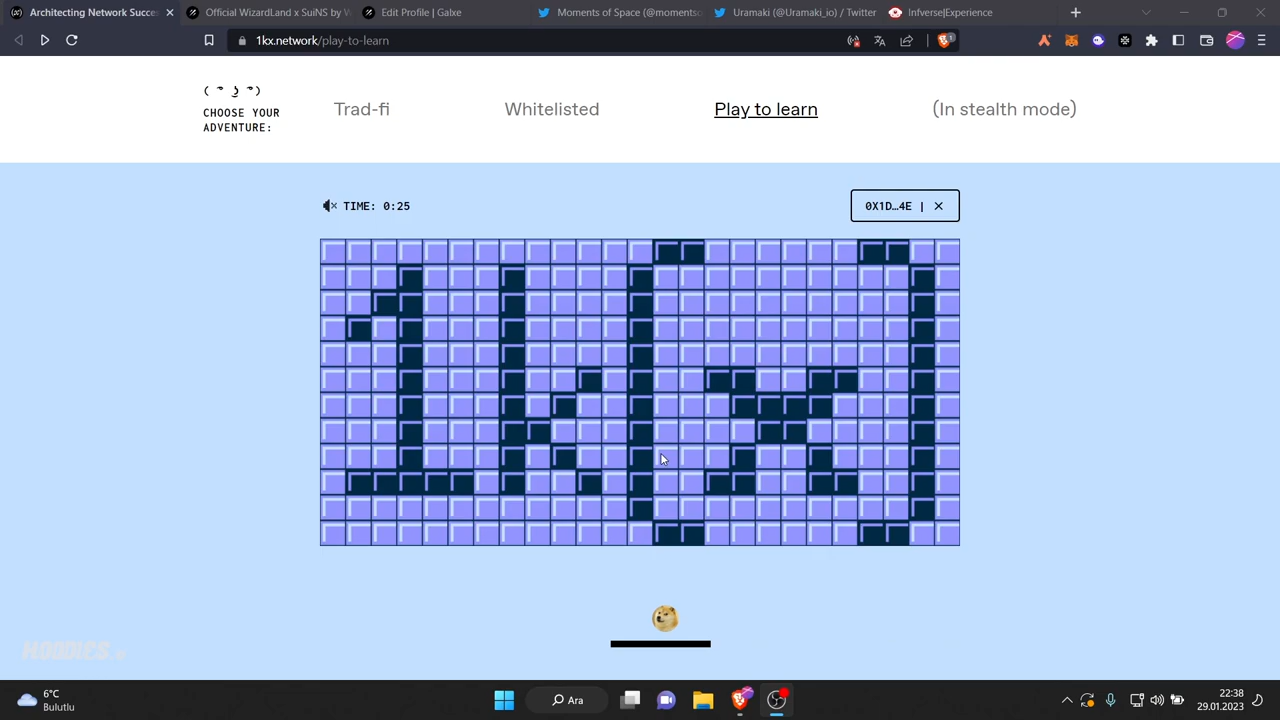 Architecting Network Succe
Official WizardLand x SuiNS by W
Edit Profile | Galxe
Moments of Space (@momentso
Uramaki (@Uramaki_io) / Twitter
Infverse|Experience
1kx.network/play-to-learn
CHOOSE YOUR
ADVENTURE:
Trad-fi
Whitelisted
Play to learn
(In stealth mode)
TIME: 0:25
0X1D…4E | ×
1k(x)
Ara
6°C
Bulutlu
22:38
29.01.2023